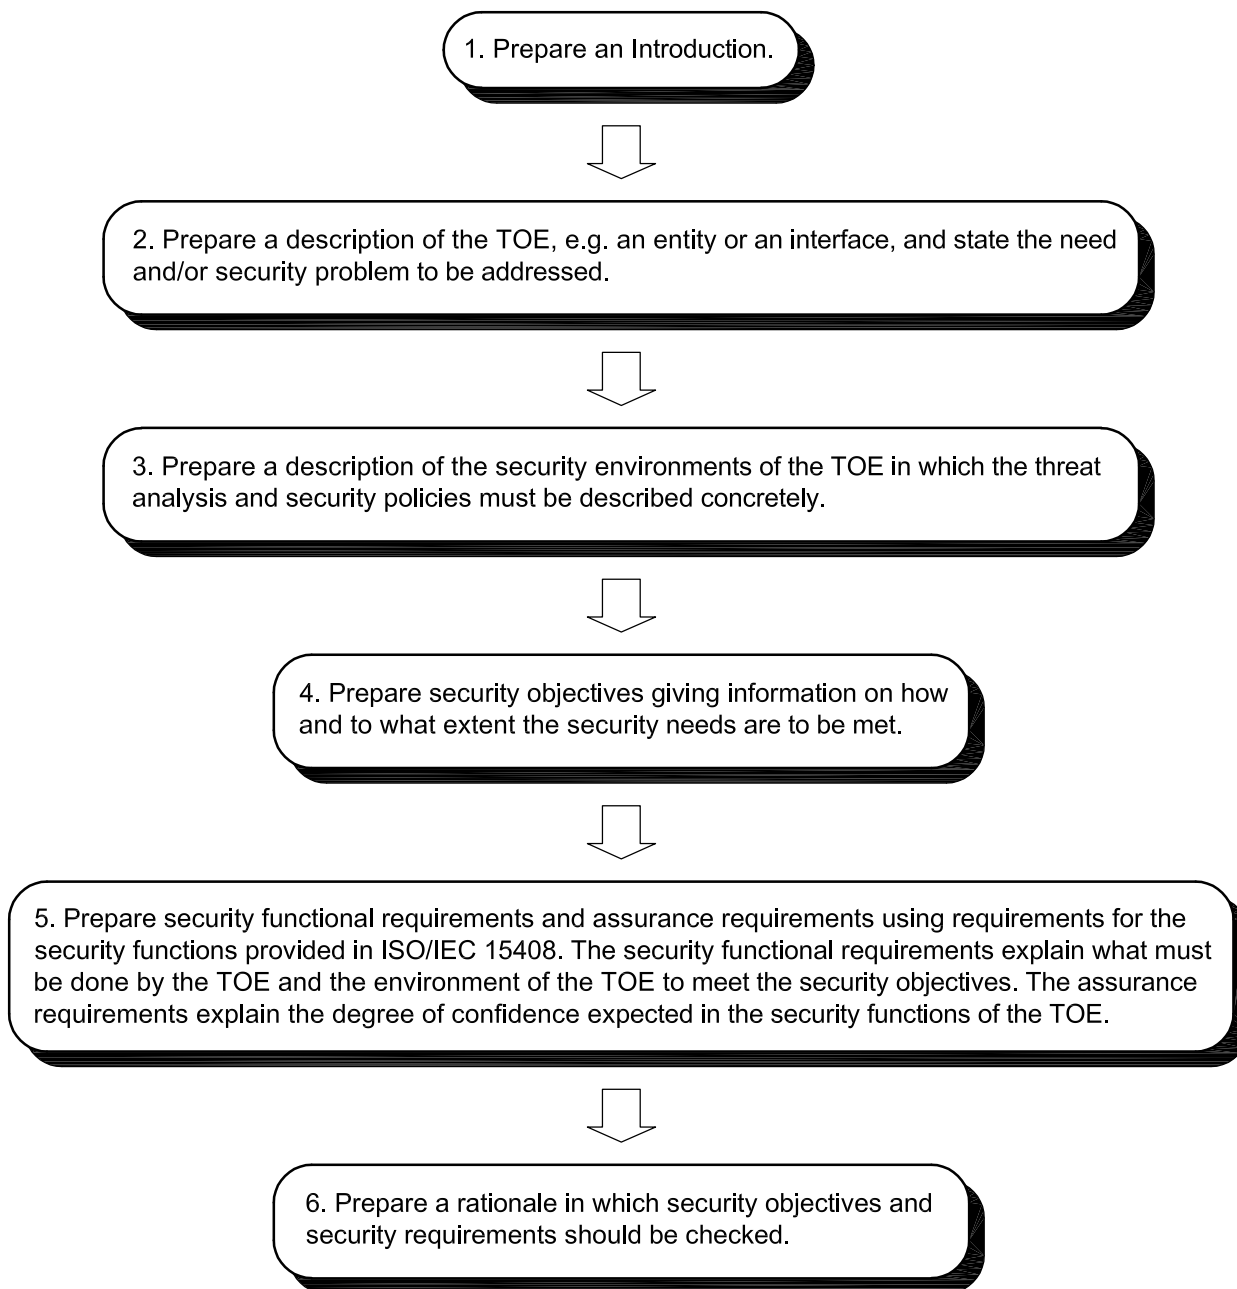 1. Prepare an Introduction.
2. Prepare a description of the TOE, e.g. an entity or an interface, and state the need
and/or security problem to be addressed.
3. Prepare a description of the security environments of the TOE in which the threat
analysis and security policies must be described concretely.
4. Prepare security objectives giving information on how
and to what extent the security needs are to be met.
5. Prepare security functional requirements and assurance requirements using requirements for the
security functions provided in ISO/IEC 15408. The security functional requirements explain what must
be done by the TOE and the environment of the TOE to meet the security objectives. The assurance
requirements explain the degree of confidence expected in the security functions of the TOE.
6. Prepare a rationale in which security objectives and
security requirements should be checked.